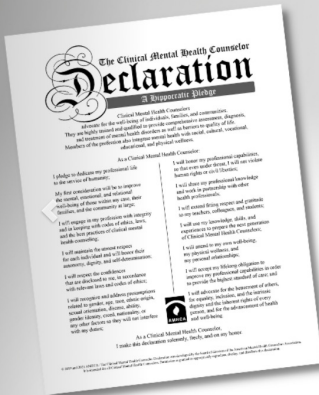 The Clinical Mental Health Counselor
Declaration
A Hippocratic Pledge
Clinical Mental Health Counselors
advocate for the well-being of individuals, families, and communities.
They are highly trained and qualified to provide comprehensive assessment, diagnosis,
and treatment of mental health disorders as well as barriers to quality of life.
Members of the profession also integrate mental health with social, cultural, vocational,
educational, and physical wellness.
As a Clinical Mental Health Counselor:
I pledge to dedicate my professional life
to the service of humanity;
My first consideration will be to improve
the mental, emotional, and relational
well-being of those within my care, their
families, and the community at large;
I will engage in my profession with integrity
and in keeping with codes of ethics, laws,
and the best practices of clinical mental
health counseling;
I will maintain the utmost respect
for each individual and will honor their
autonomy, dignity, and self-determination;
I will respect the confidences
that are disclosed to me, in accordance
with relevant laws and codes of ethics;
I will recognize and address presumptions
related to gender, age, race, ethnic origin,
sexual orientation, disease, ability,
gender identity, creed, nationality, or
any other factors so they will not interfere
with my duties;
I will honor my professional capabilities,
so that even under threat, I will not violate
human rights or civil liberties;
I will share my professional knowledge
and work in partnership with other
health professionals;
I will extend fitting respect and gratitude
to my teachers, colleagues, and students;
I will use my knowledge, skills, and
experiences to prepare the next generation
of Clinical Mental Health Counselors;
I will attend to my own well-being,
my physical wellness, and
my personal relationships;
I will accept my lifelong obligation to
improve my professional capabilities in order
to provide the highest standard of care; and
I will advocate for the betterment of others,
for equality, inclusion, and the inherent
dignity and the inherent rights of every
person, and for the advancement of health
and well-being.
AMHCA
As a Clinical Mental Health Counselor,
I make this declaration solemnly, freely, and on my honor.